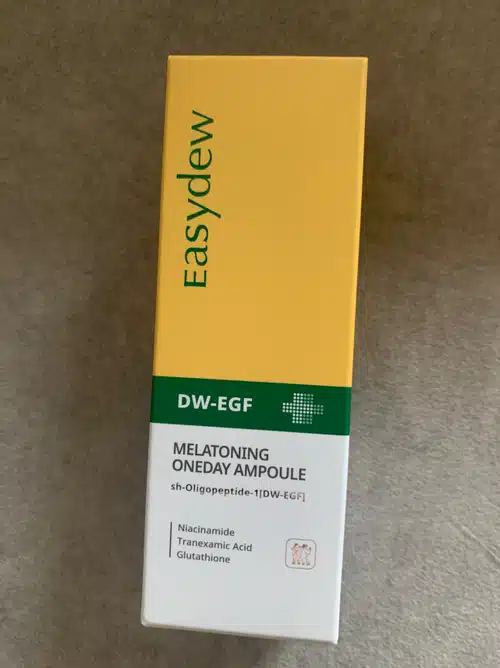 Easydew
DW-EGF
MELATONING
ONEDAY AMPOULE
sh-Oligopeptide-1[DW-EGF]
Niacinamide
Tranexamic Acid
Glutathione